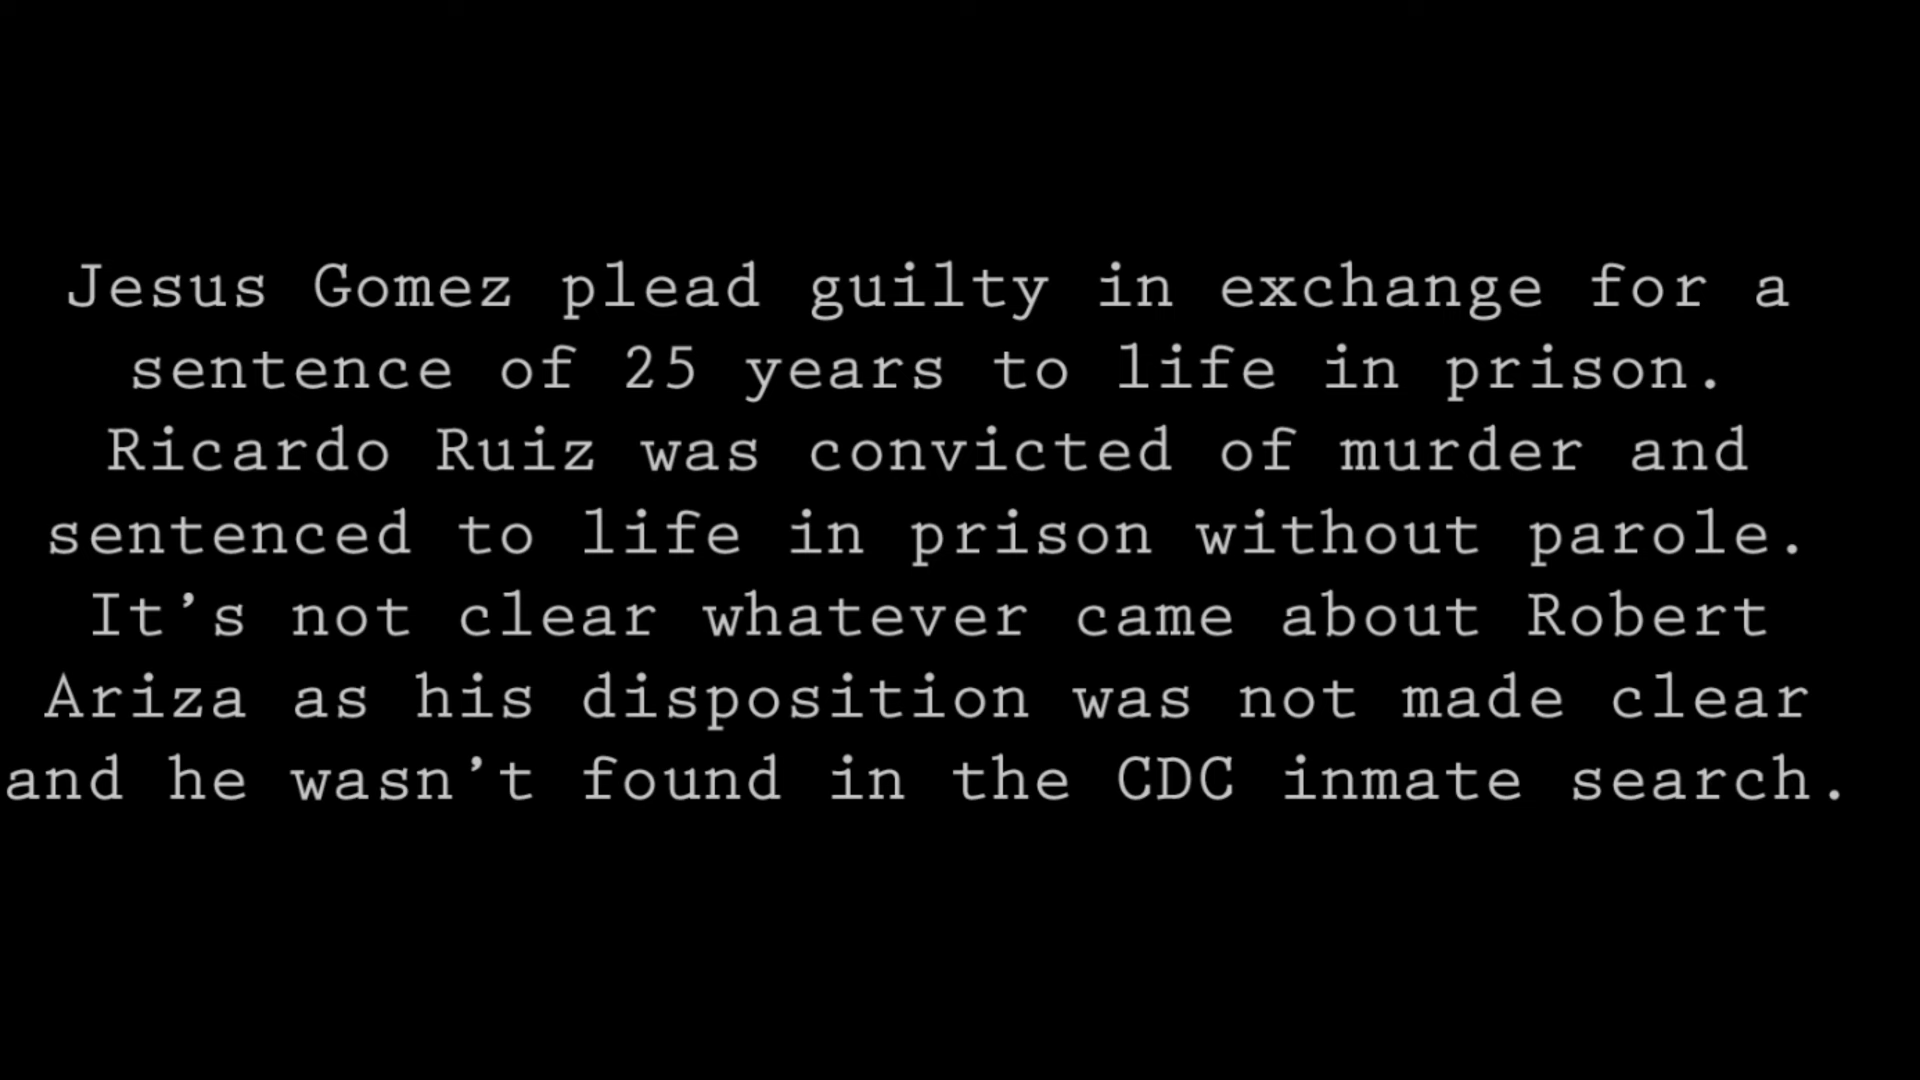 Jesus Gomez plead guilty in exchange for a
sentence of 25 years to life in prison.
Ricardo Ruiz was convicted of murder and
sentenced to life in prison without parole.
It’s not clear whatever came about Robert
Ariza as his disposition was not made clear
and he wasn’t found in the CDC inmate search.